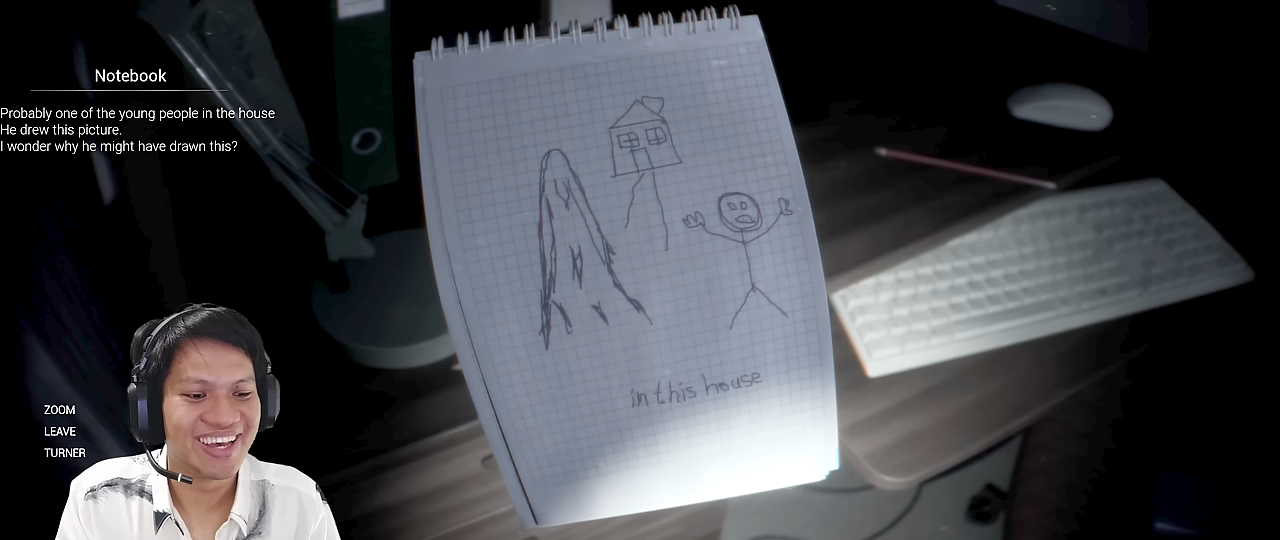 Notebook
Probably one of the young people in the house
He drew this picture.
I wonder why he might have drawn this?
in this house
ZOOM
LEAVE
TURNER